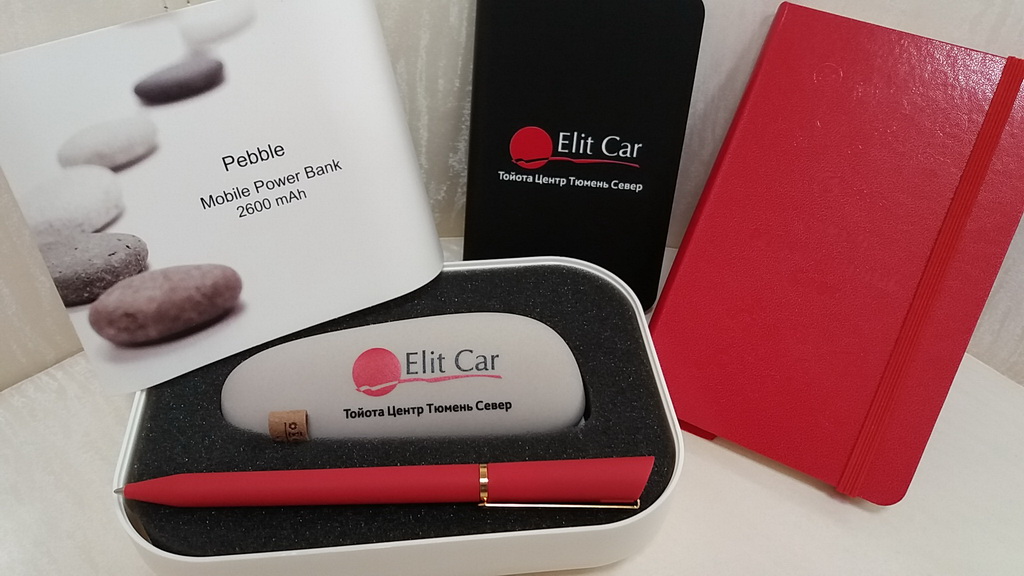 Pebble
Mobile Power Bank
2600 mAh
Elit Car
Тойота Центр Тюмень Север
Elit Car
Тойота Центр Тюмень Север